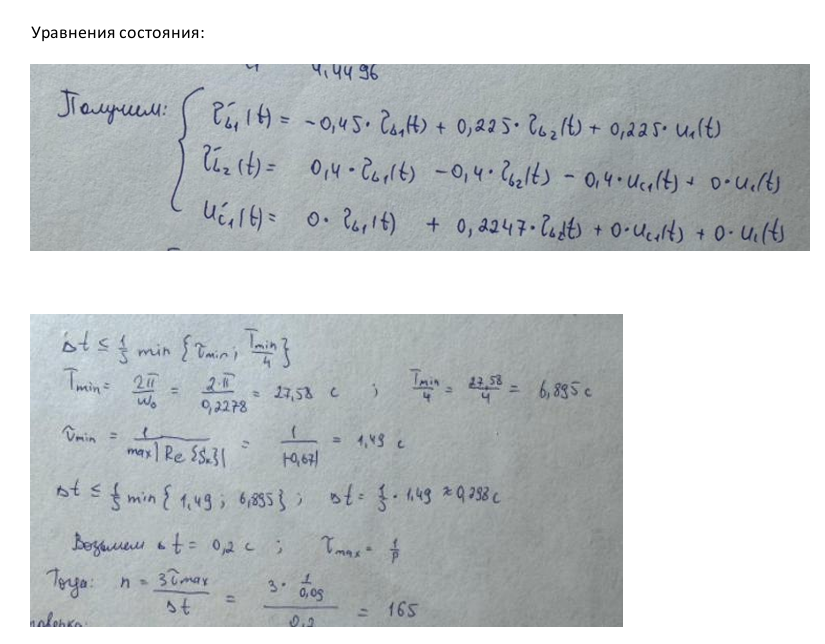 Уравнения состояния:
4,4496
Получим: { i'L1(t) = -0,45 · iL1(t) + 0,225 · iL2(t) + 0,225 · u1(t)
i'L2(t) = 0,4 · iL1(t) - 0,4 · iL2(t) - 0,4 · uC1(t) + 0 · u1(t)
u'C1(t) = 0 · iL1(t) + 0,2247 · iL2(t) + 0 · uC1(t) + 0 · u1(t)
Δt ≤ 1/5 min {τmin; Tmin/4}
Tmin = 2π/ω0 = 2·π/0,2278 = 27,58 с ; Tmin/4 = 27,58/4 = 6,895 с
τmin = 1/max|Re{Sk}| = 1/|-0,67| = 1,49 с
Δt ≤ 1/5 min {1,49 ; 6,895} ; Δt = 1/5 · 1,49 ≈ 0,298 с
Возьмем Δt = 0,2 с ; τmax = 1/p
Тогда: n = 3τmax/Δt = 3 · 1/0,09 / 0,2 = 165